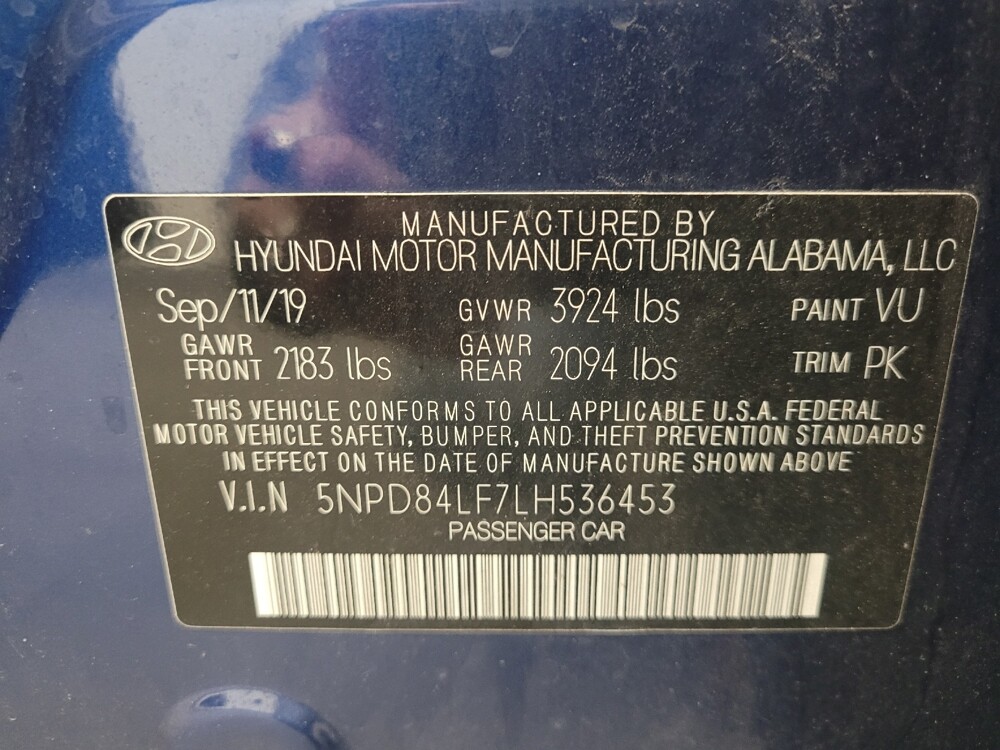 MANUFACTURED BY
HYUNDAI MOTOR MANUFACTURING ALABAMA, LLC
Sep/11/19 GVWR 3924 lbs PAINT VU
GAWR FRONT 2183 lbs GAWR REAR 2094 lbs TRIM PK
THIS VEHICLE CONFORMS TO ALL APPLICABLE U.S.A. FEDERAL
MOTOR VEHICLE SAFETY, BUMPER, AND THEFT PREVENTION STANDARDS
IN EFFECT ON THE DATE OF MANUFACTURE SHOWN ABOVE
V.I.N 5NPD84LF7LH536453
PASSENGER CAR